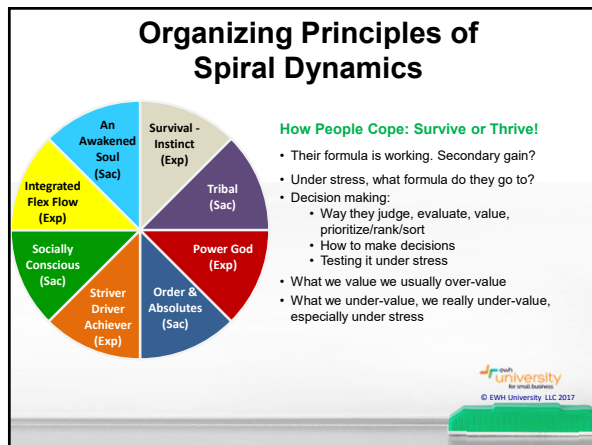 Organizing Principles of
Spiral Dynamics
An
Awakened
Soul
(Sac)
Survival -
Instinct
(Exp)
Tribal
(Sac)
Power God
(Exp)
Order &
Absolutes
(Sac)
Striver
Driver
Achiever
(Exp)
Socially
Conscious
(Sac)
Integrated
Flex Flow
(Exp)
How People Cope: Survive or Thrive!
• Their formula is working. Secondary gain?
• Under stress, what formula do they go to?
• Decision making:
• Way they judge, evaluate, value,
prioritize/rank/sort
• How to make decisions
• Testing it under stress
• What we value we usually over-value
• What we under-value, we really under-value,
especially under stress
ewh
university
for small business
© EWH University LLC 2017